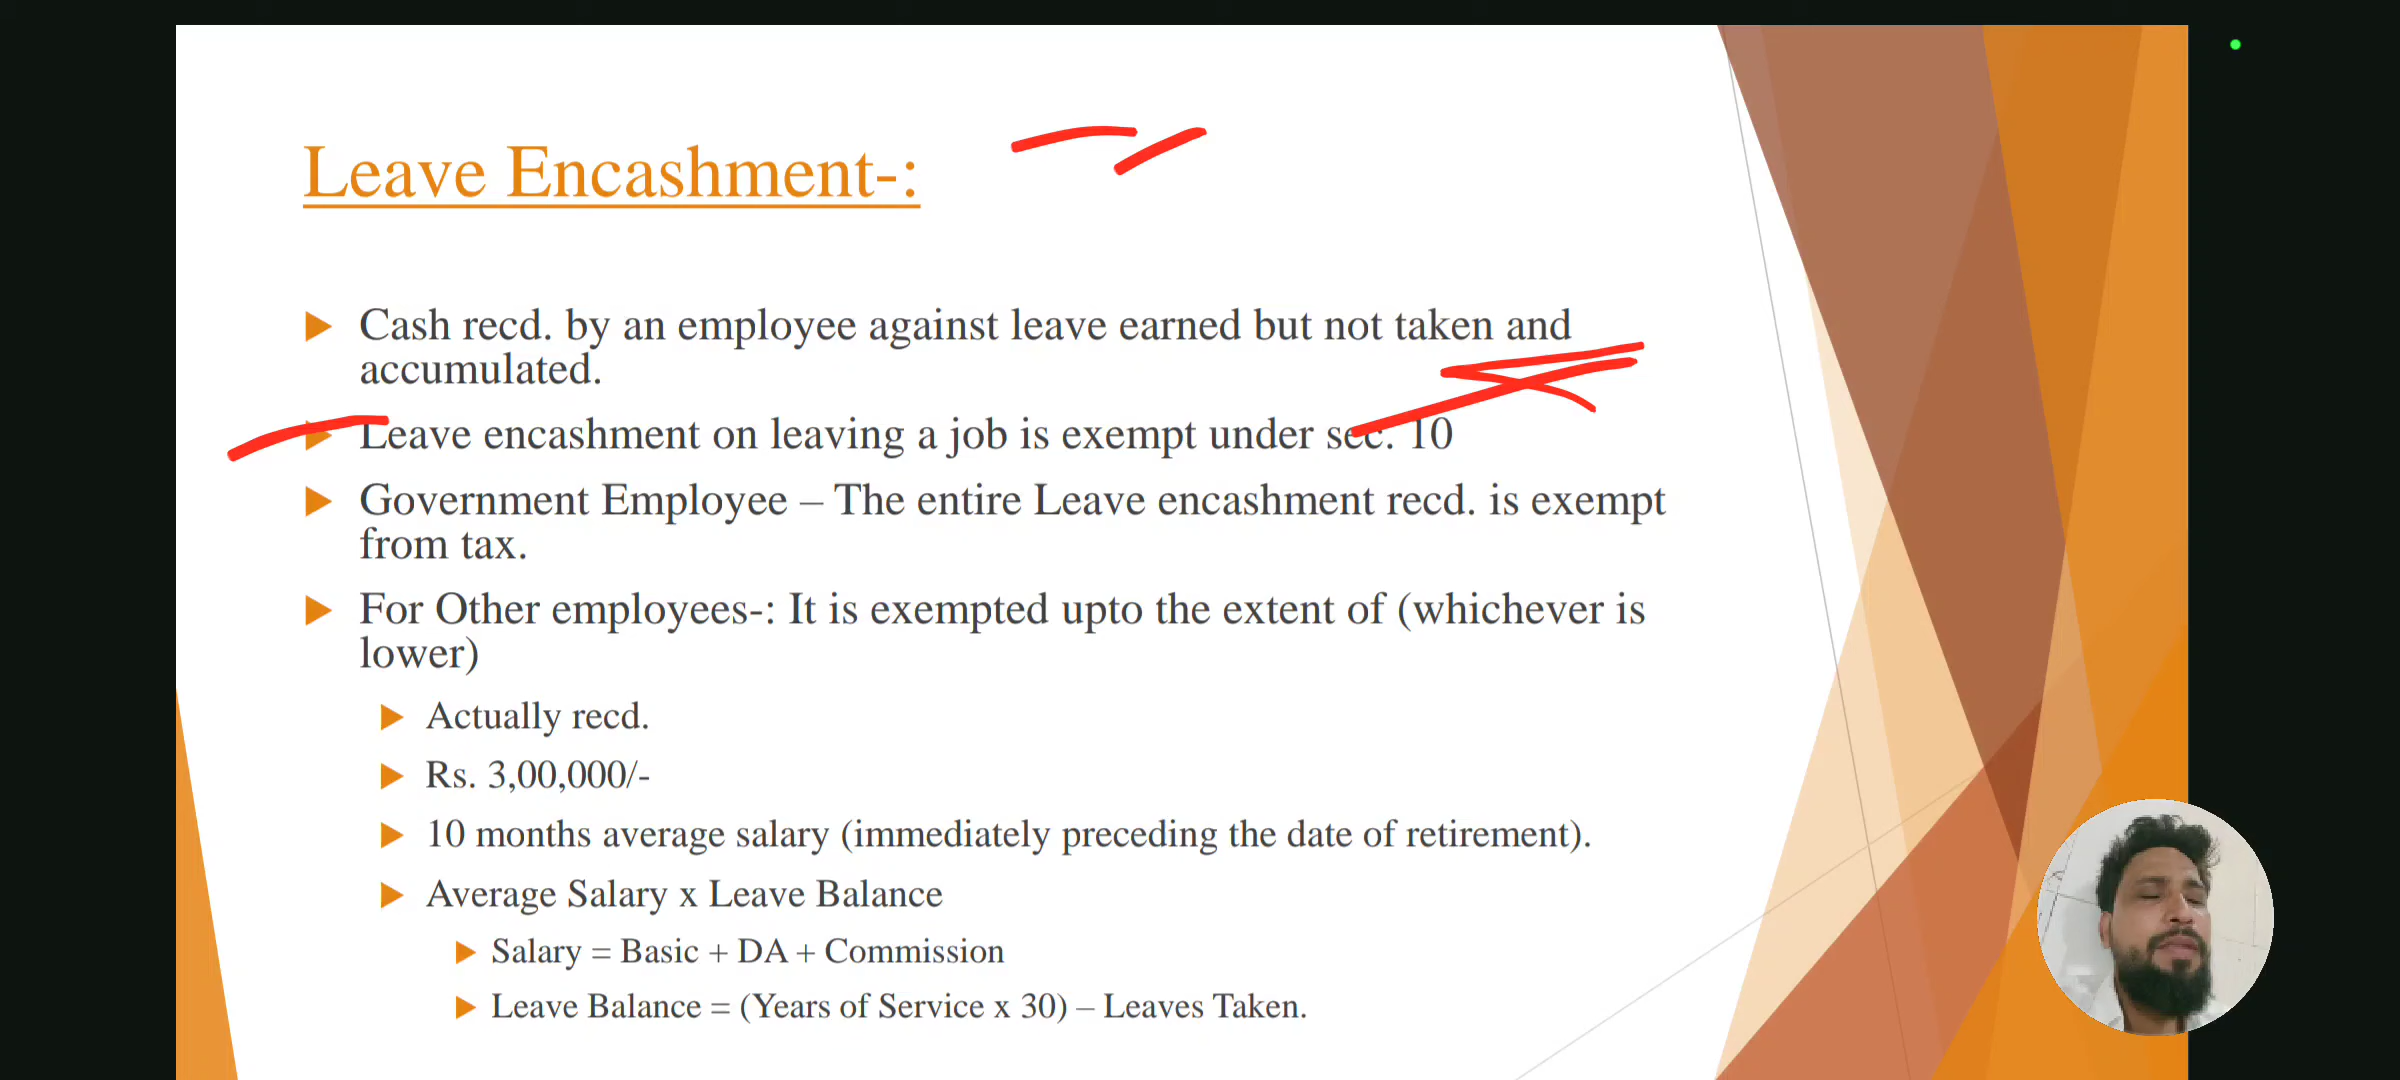 Leave Encashment-:
Cash recd. by an employee against leave earned but not taken and
accumulated.
Leave encashment on leaving a job is exempt under sec. 10
Government Employee – The entire Leave encashment recd. is exempt
from tax.
For Other employees-: It is exempted upto the extent of (whichever is
lower)
Actually recd.
Rs. 3,00,000/-
10 months average salary (immediately preceding the date of retirement).
Average Salary x Leave Balance
Salary = Basic + DA + Commission
Leave Balance = (Years of Service x 30) – Leaves Taken.